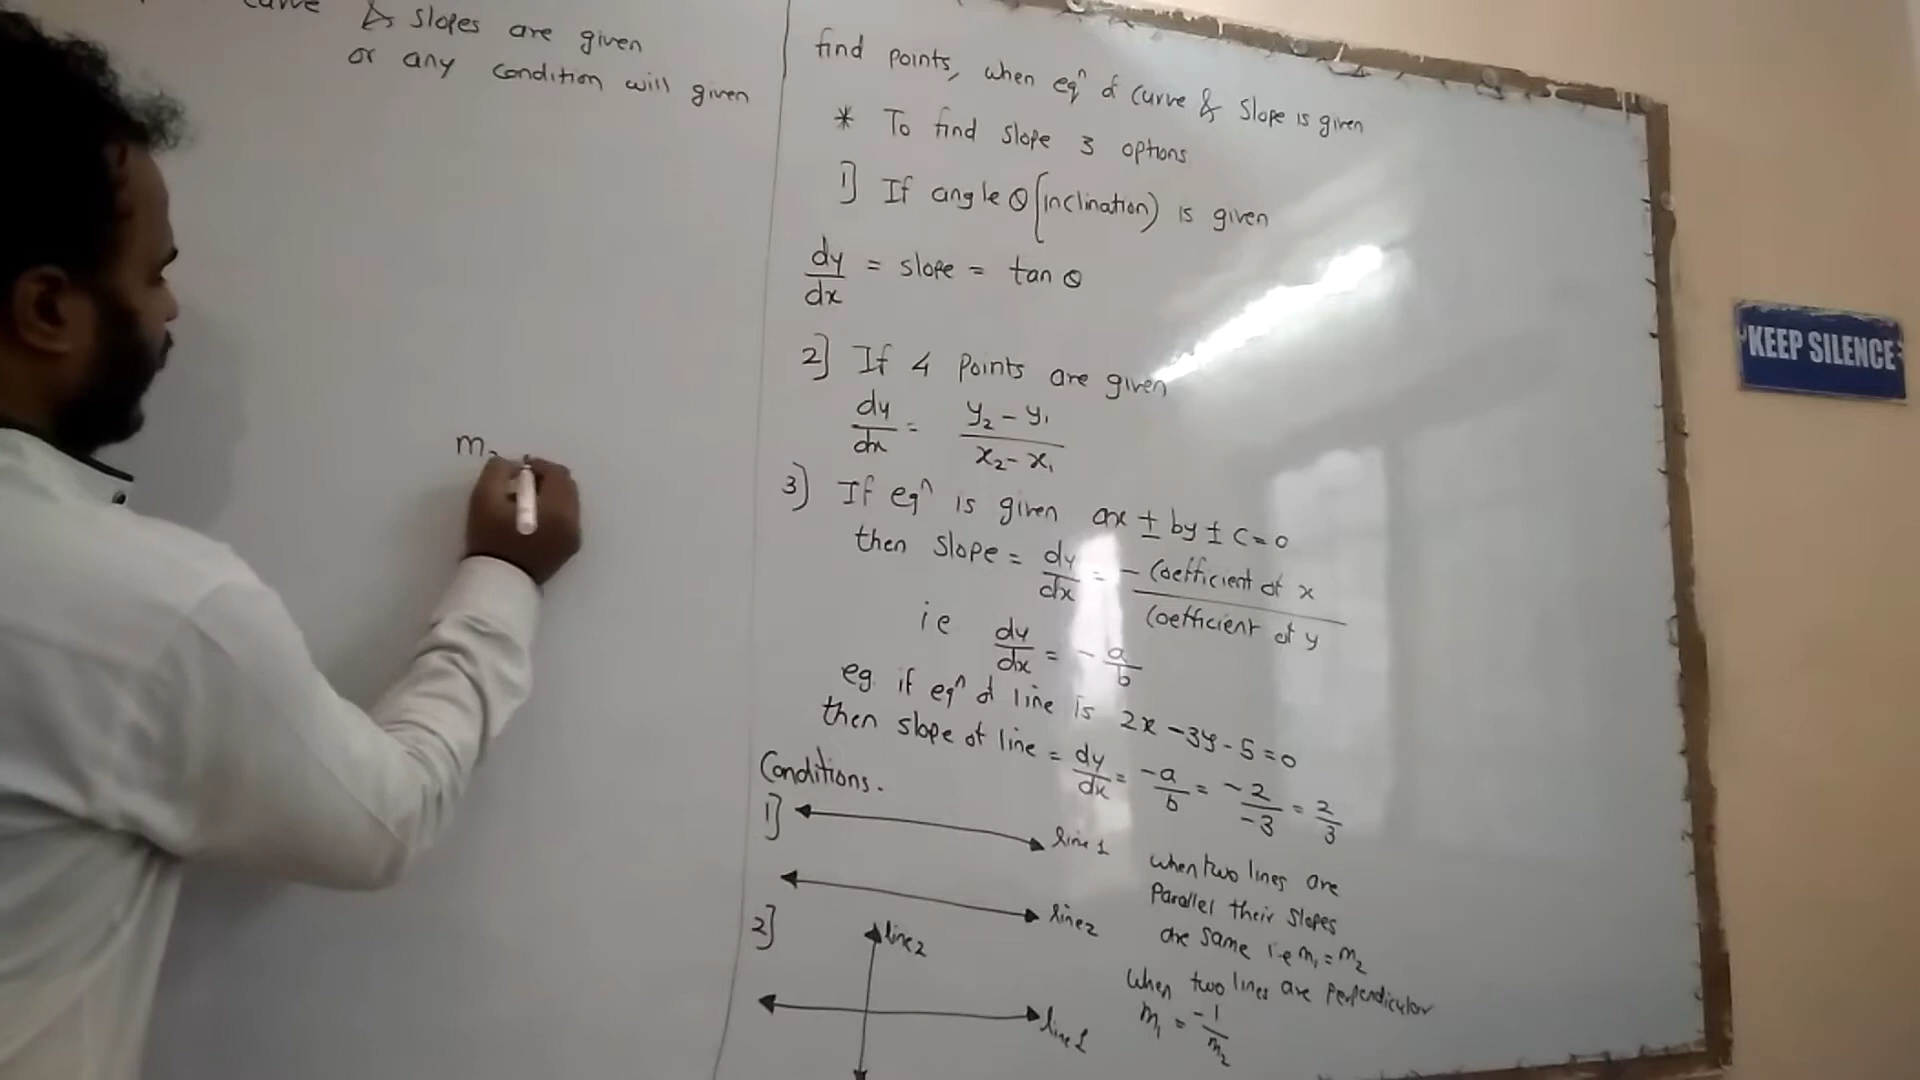 curve & slopes are given
or any condition will given
m2
find points, when eqn of curve & slope is given
* To find slope 3 options
1] If angle θ (inclination) is given
dy/dx = slope = tan θ
2] If 4 points are given
dy/dx = y2 - y1 / x2 - x1
3) If eqn is given ax ± by ± c = 0
then slope = dy/dx = - Coefficient of x / Coefficient of y
ie dy/dx = - a/b
eg. if eqn of line is 2x - 3y - 5 = 0
then slope of line = dy/dx = -a/b = -2/-3 = 2/3
Conditions.
1] line 1
line 2
when two lines are
parallel their slopes
are same i.e m1 = m2
2] line 2
line 1
when two lines are perpendicular
m1 = -1/m2
KEEP SILENCE